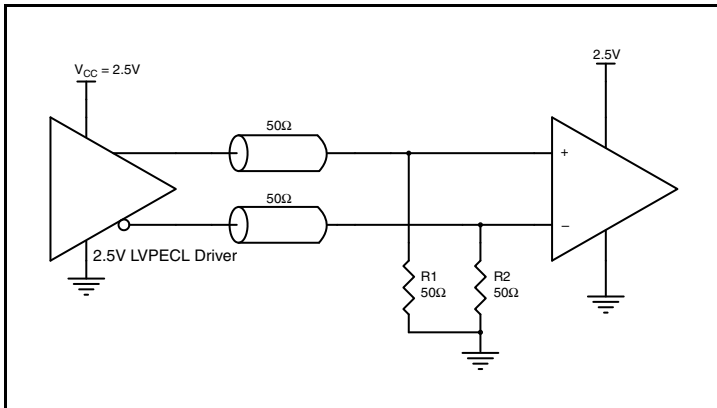 2.5V
V_CC = 2.5V
50Ω
+
50Ω
–
2.5V LVPECL Driver
R1
50Ω
R2
50Ω